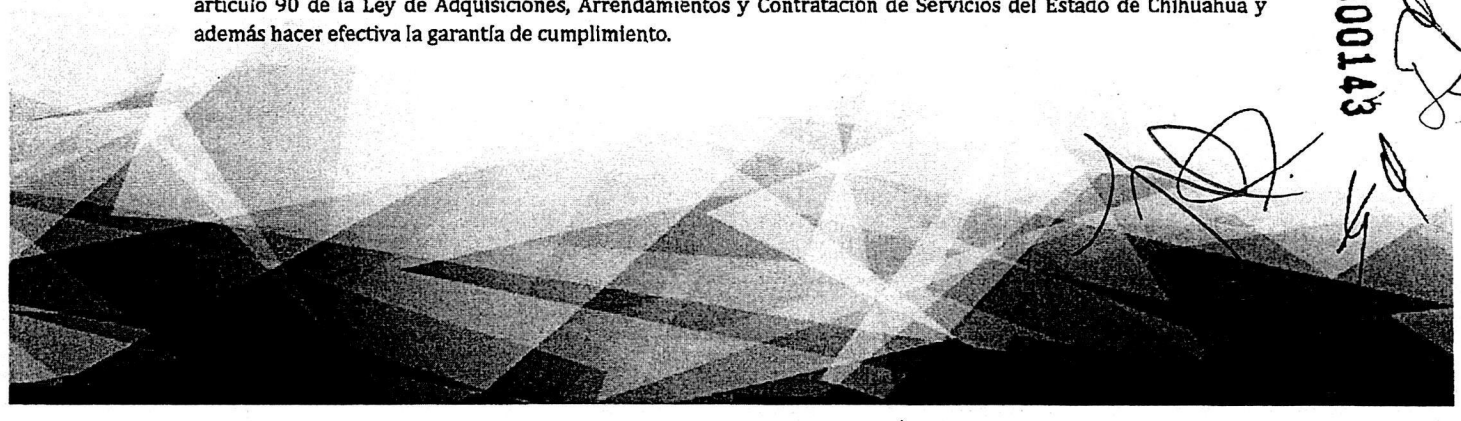 artículo 90 de la Ley de Adquisiciones, Arrendamientos y Contratación de Servicios del Estado de Chihuahua y
además hacer efectiva la garantía de cumplimiento.
000143